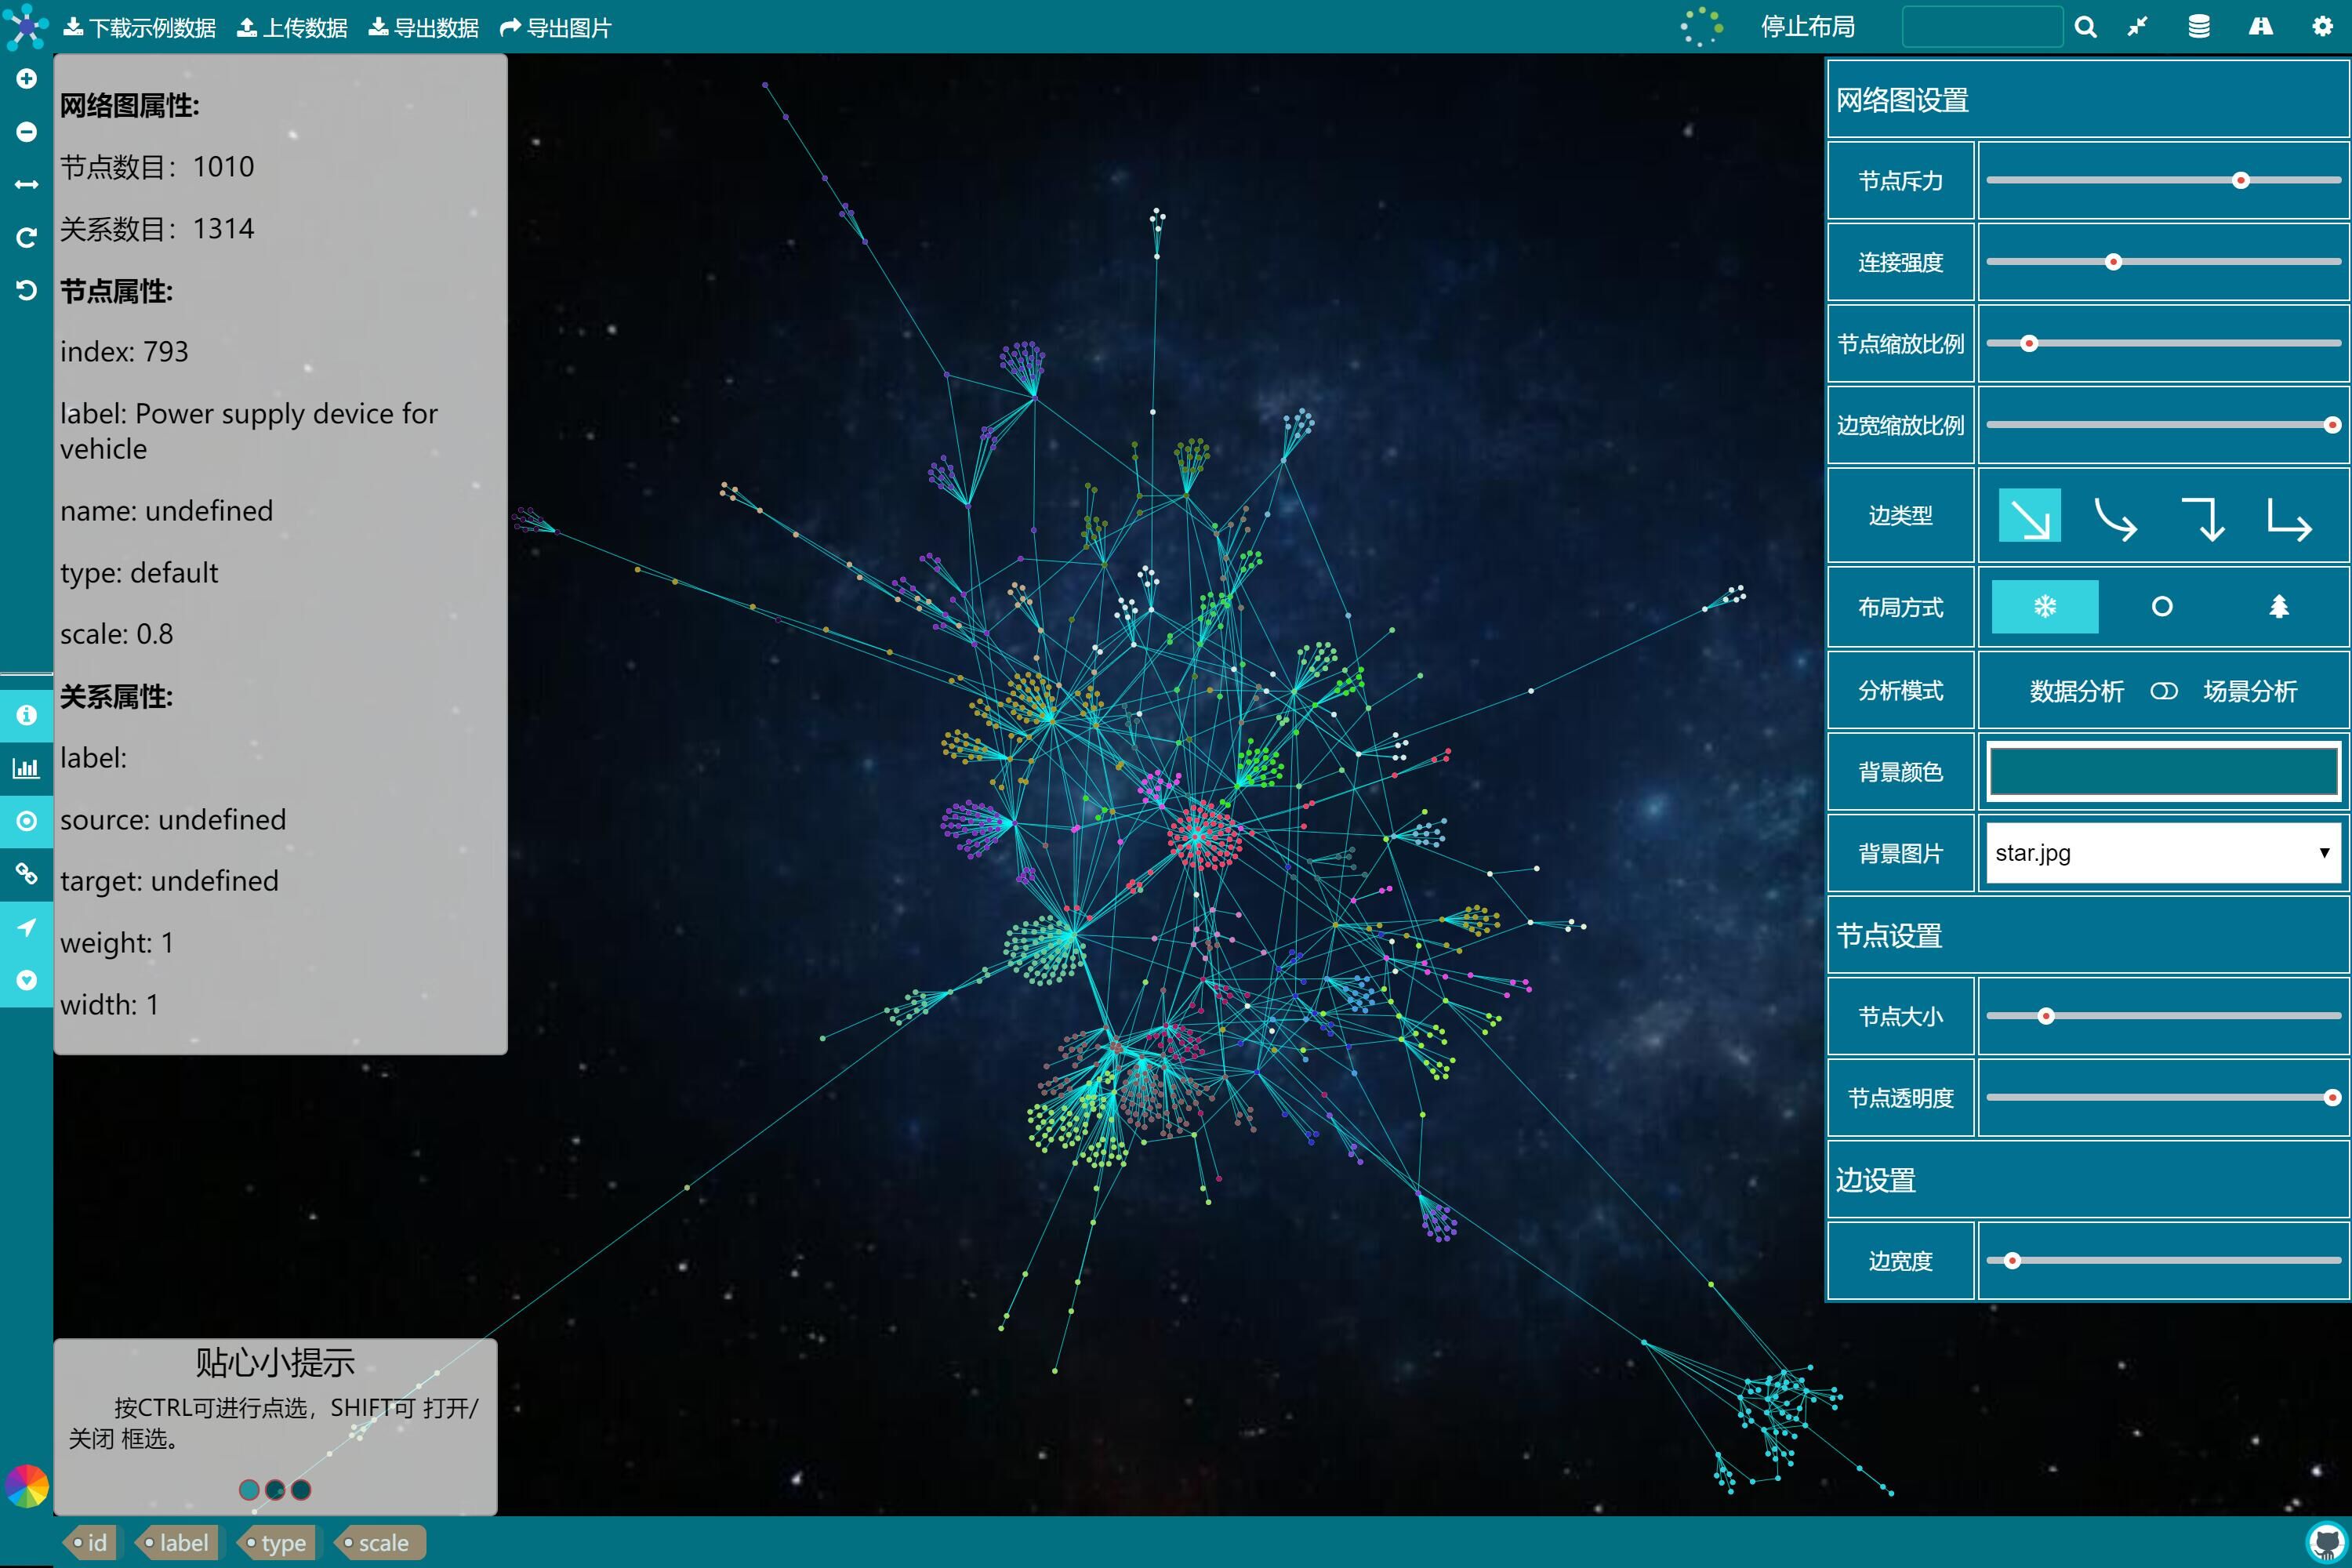 下载示例数据 上传数据 导出数据 导出图片 停止布局
网络图属性:
节点数目：1010
关系数目：1314
节点属性:
index: 793
label: Power supply device for
vehicle
name: undefined
type: default
scale: 0.8
关系属性:
label:
source: undefined
target: undefined
weight: 1
width: 1
贴心小提示
按CTRL可进行点选，SHIFT可 打开/
关闭 框选。
网络图设置
节点斥力
连接强度
节点缩放比例
边宽缩放比例
边类型
布局方式
分析模式 数据分析 场景分析
背景颜色
背景图片 star.jpg
节点设置
节点大小
节点透明度
边设置
边宽度
id label type scale